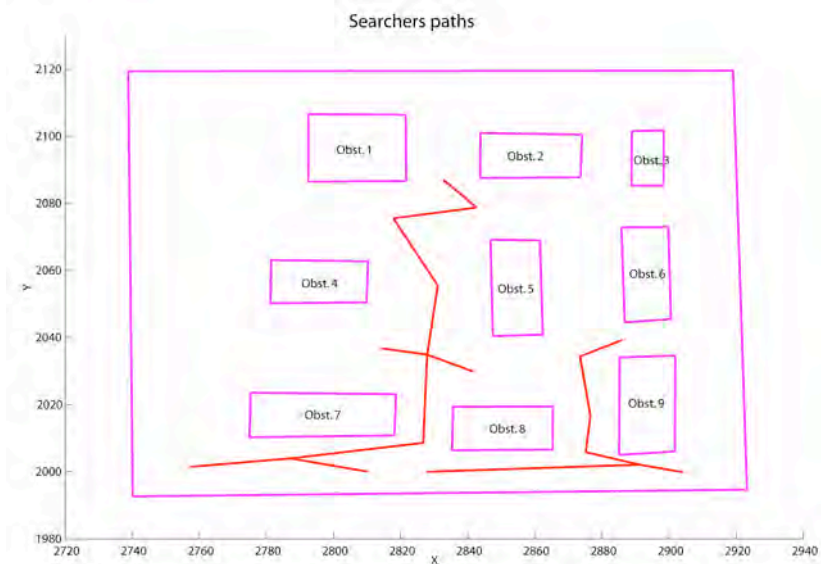 Searchers paths
2120
2100
2080
2060
2040
2020
2000
1980
Y
Obst. 1
Obst. 2
Obst. 3
Obst. 4
Obst. 5
Obst. 6
Obst. 7
Obst. 8
Obst. 9
2720 2740 2760 2780 2800 2820 2840 2860 2880 2900 2920 2940
X